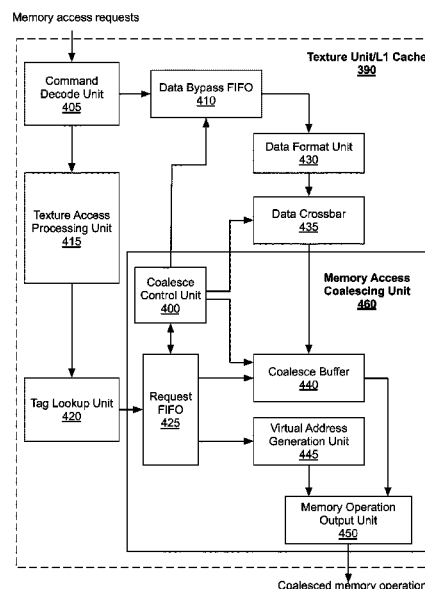 Memory access requests
Texture Unit/L1 Cache
390
Command
Decode Unit
405
Data Bypass FIFO
410
Data Format Unit
430
Texture Access
Processing Unit
415
Data Crossbar
435
Memory Access
Coalescing Unit
460
Coalesce
Control Unit
400
Tag Lookup Unit
420
Request
FIFO
425
Coalesce Buffer
440
Virtual Address
Generation Unit
445
Memory Operation
Output Unit
450
Coalesced memory operation